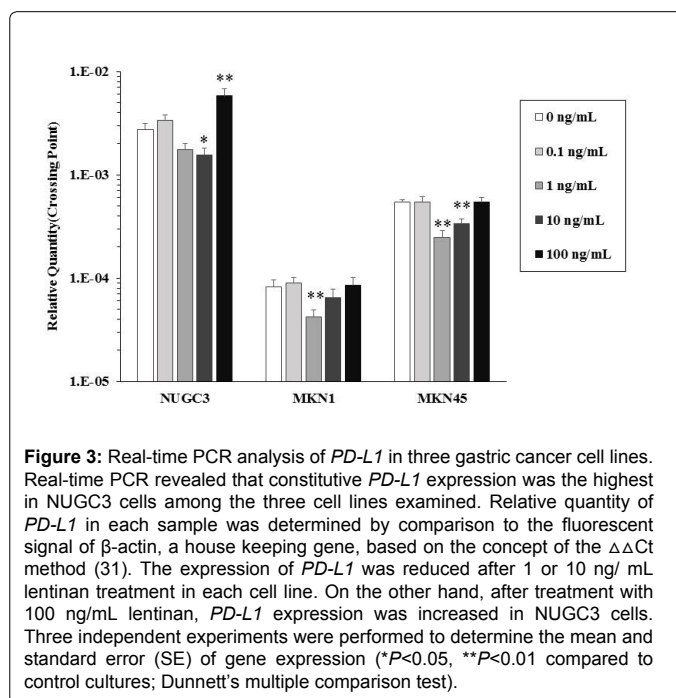 1.E-02
1.E-03
1.E-04
1.E-05
Relative Quantity(Crossing Point)
**
*
**
**
**
NUGC3
MKN1
MKN45
0 ng/mL
0.1 ng/mL
1 ng/mL
10 ng/mL
100 ng/mL
Figure 3: Real-time PCR analysis of PD-L1 in three gastric cancer cell lines.
Real-time PCR revealed that constitutive PD-L1 expression was the highest
in NUGC3 cells among the three cell lines examined. Relative quantity of
PD-L1 in each sample was determined by comparison to the fluorescent
signal of β-actin, a house keeping gene, based on the concept of the △△Ct
method (31). The expression of PD-L1 was reduced after 1 or 10 ng/ mL
lentinan treatment in each cell line. On the other hand, after treatment with
100 ng/mL lentinan, PD-L1 expression was increased in NUGC3 cells.
Three independent experiments were performed to determine the mean and
standard error (SE) of gene expression (*P<0.05, **P<0.01 compared to
control cultures; Dunnett's multiple comparison test).